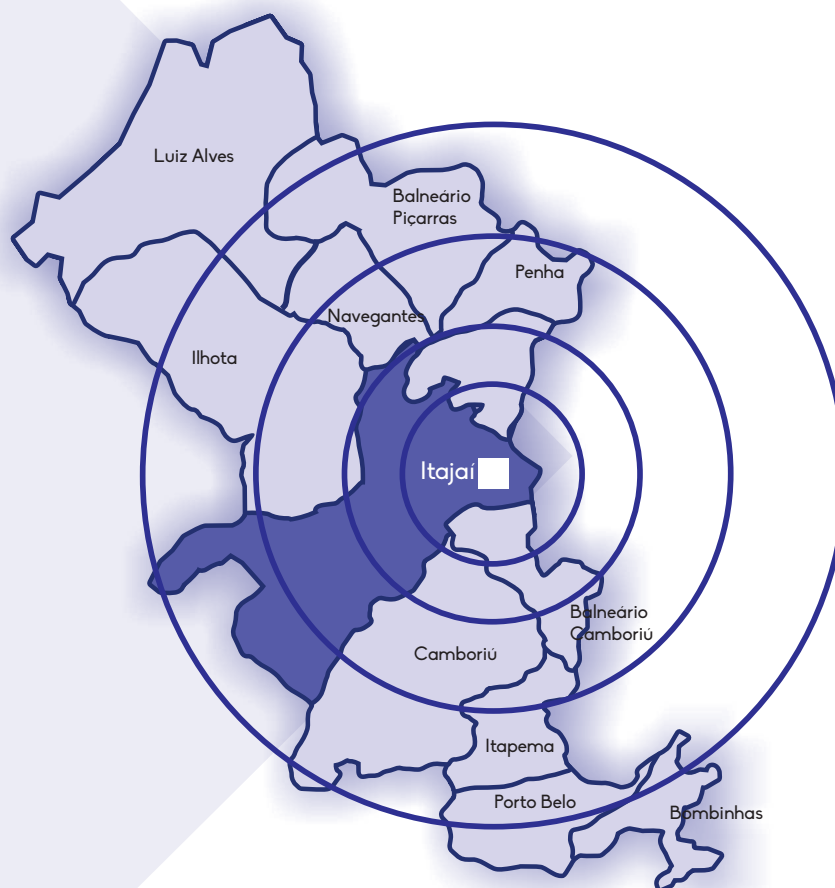 Luiz Alves
Balneário
Piçarras
Penha
Navegantes
Ilhota
Itajaí
Balneário
Camboriú
Camboriú
Itapema
Porto Belo
Bombinhas